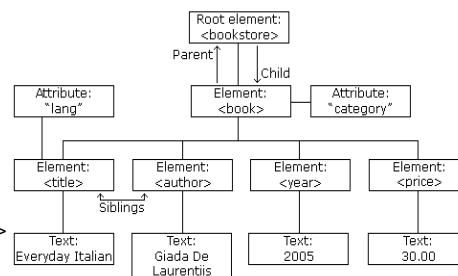 Root element:
<bookstore>
Parent
Child
Attribute:
"lang"
Element:
<book>
Attribute:
"category"
Element:
<title>
Element:
<author>
Element:
<year>
Element:
<price>
Siblings
>
Text:
Everyday Italian
Text:
Giada De
Laurentiis
Text:
2005
Text:
30.00